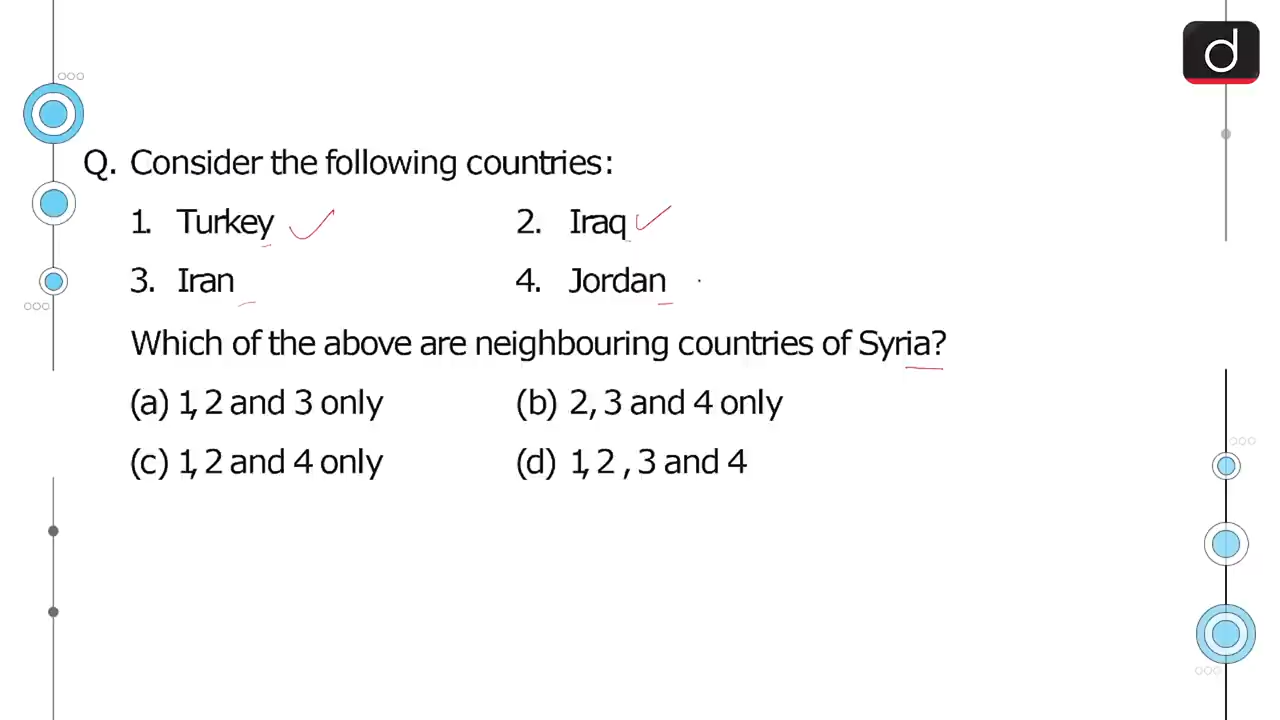 Q. Consider the following countries:
1. Turkey 2. Iraq
3. Iran 4. Jordan
Which of the above are neighbouring countries of Syria?
(a) 1, 2 and 3 only (b) 2, 3 and 4 only
(c) 1, 2 and 4 only (d) 1, 2 , 3 and 4
d